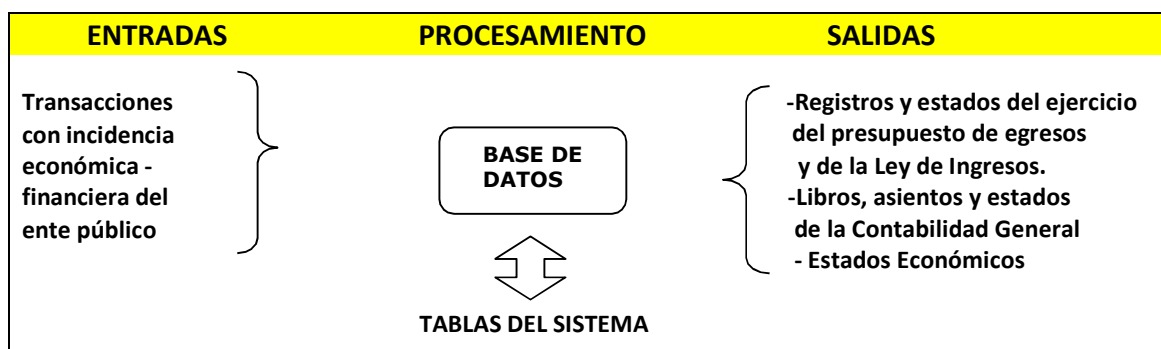 ENTRADAS PROCESAMIENTO SALIDAS
Transacciones
con incidencia
económica -
financiera del
ente público
BASE DE
DATOS
TABLAS DEL SISTEMA
-Registros y estados del ejercicio
del presupuesto de egresos
y de la Ley de Ingresos.
-Libros, asientos y estados
de la Contabilidad General
- Estados Económicos